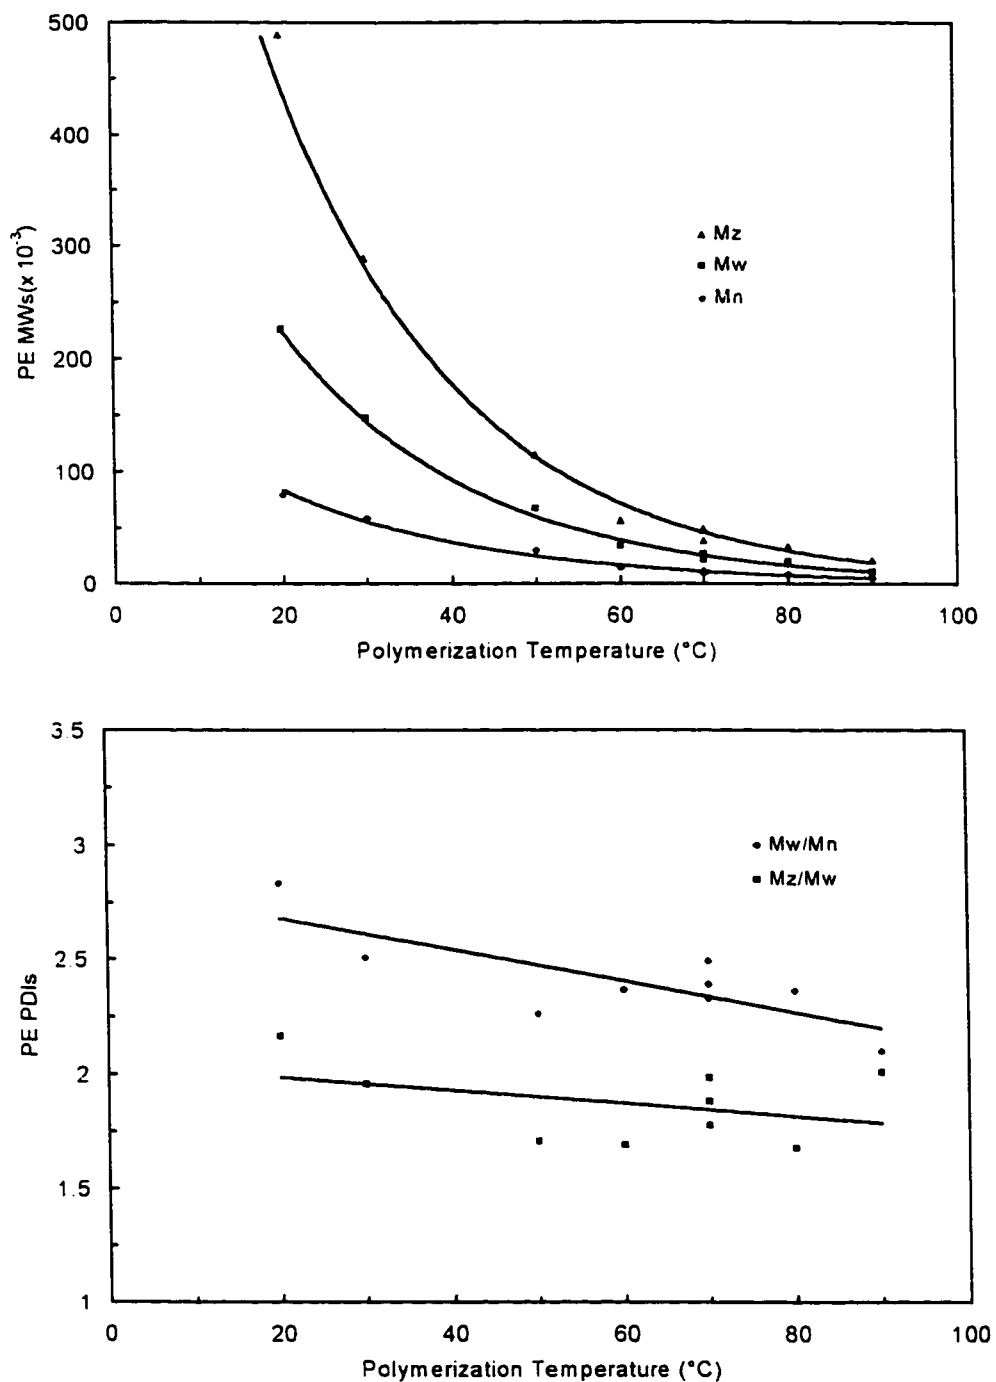 500
400
300
200
100
0
PE MWs(x 10⁻³)
Mz
Mw
Mn
0 20 40 60 80 100
Polymerization Temperature (°C)
3.5
3
2.5
2
1.5
1
PE PDIs
Mw/Mn
Mz/Mw
0 20 40 60 80 100
Polymerization Temperature (°C)